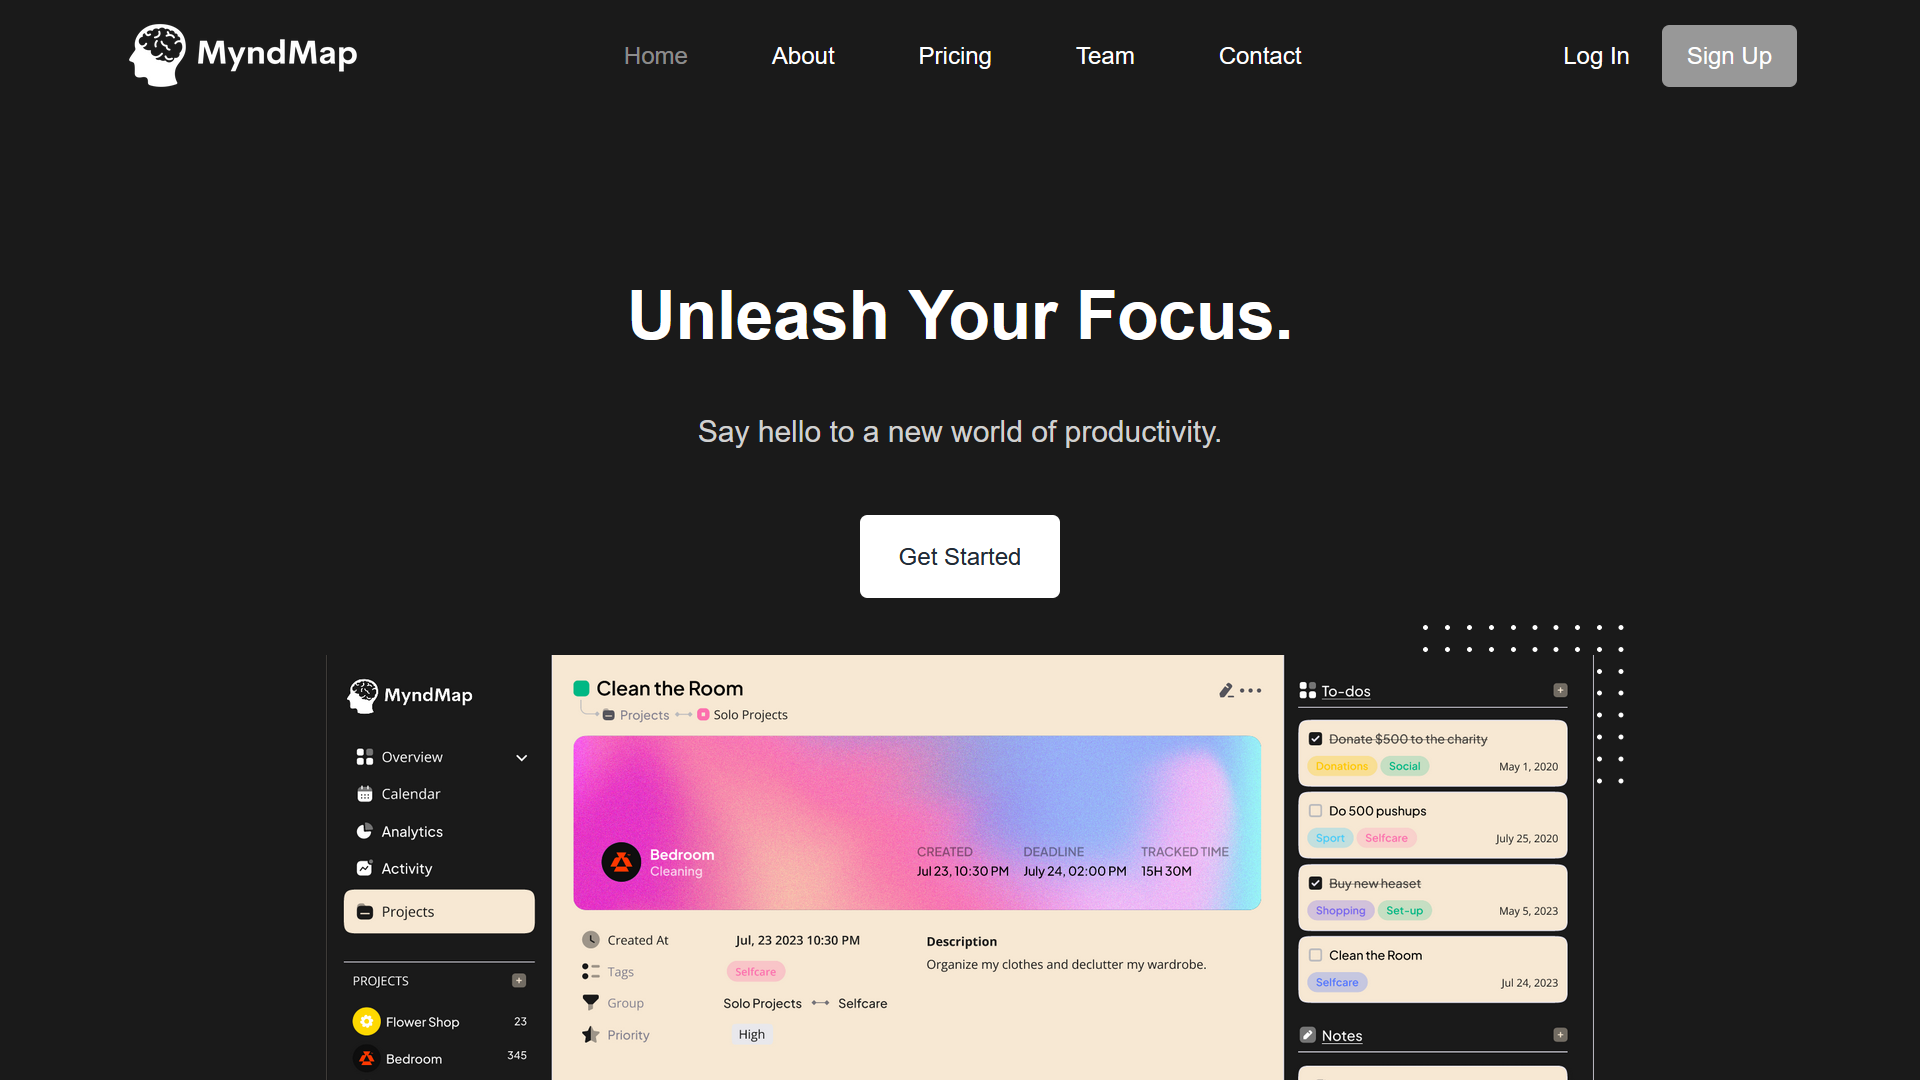 MyndMap
Home
About
Pricing
Team
Contact
Log In
Sign Up
Unleash Your Focus.
Say hello to a new world of productivity.
Get Started
MyndMap
Overview
Calendar
Analytics
Activity
Projects
PROJECTS
Flower Shop 23
Bedroom 345
Clean the Room
Projects Solo Projects
Bedroom
Cleaning
CREATED DEADLINE TRACKED TIME
Jul 23, 10:30 PM July 24, 02:00 PM 15H 30M
Created At Jul, 23 2023 10:30 PM
Tags Selfcare
Group Solo Projects Selfcare
Priority High
Description
Organize my clothes and declutter my wardrobe.
To-dos
Donate $500 to the charity
Donations Social May 1, 2020
Do 500 pushups
Sport Selfcare July 25, 2020
Buy new heaset
Shopping Set-up May 5, 2023
Clean the Room
Selfcare Jul 24, 2023
Notes